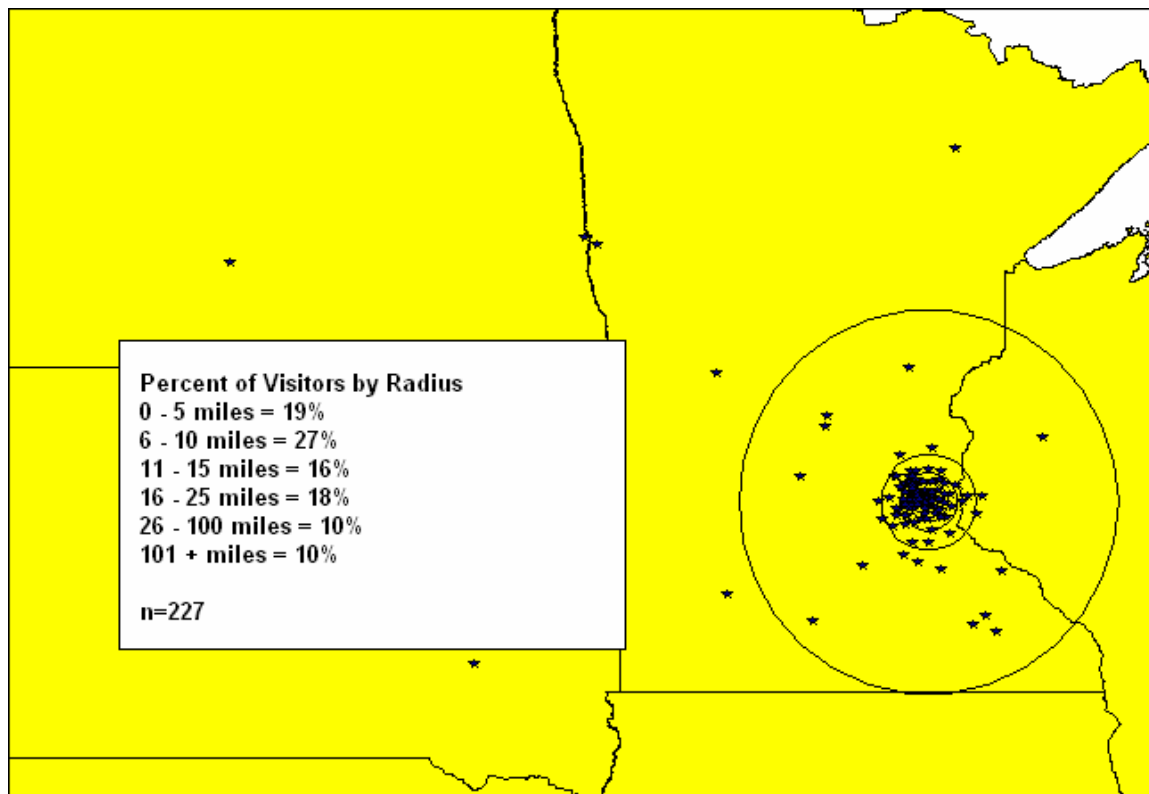 Percent of Visitors by Radius
0 - 5 miles = 19%
6 - 10 miles = 27%
11 - 15 miles = 16%
16 - 25 miles = 18%
26 - 100 miles = 10%
101 + miles = 10%
n=227